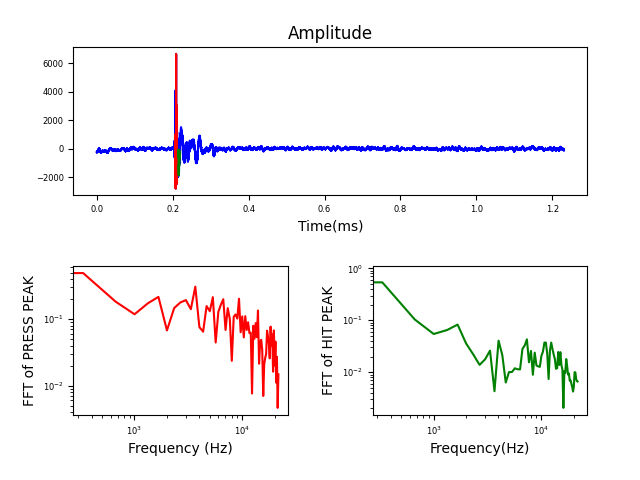 Amplitude
6000
4000
2000
0
−2000
0.0 0.2 0.4 0.6 0.8 1.0 1.2
Time(ms)
FFT of PRESS PEAK
10⁻¹
10⁻²
10³ 10⁴
Frequency (Hz)
FFT of HIT PEAK
10⁰
10⁻¹
10⁻²
10³ 10⁴
Frequency(Hz)